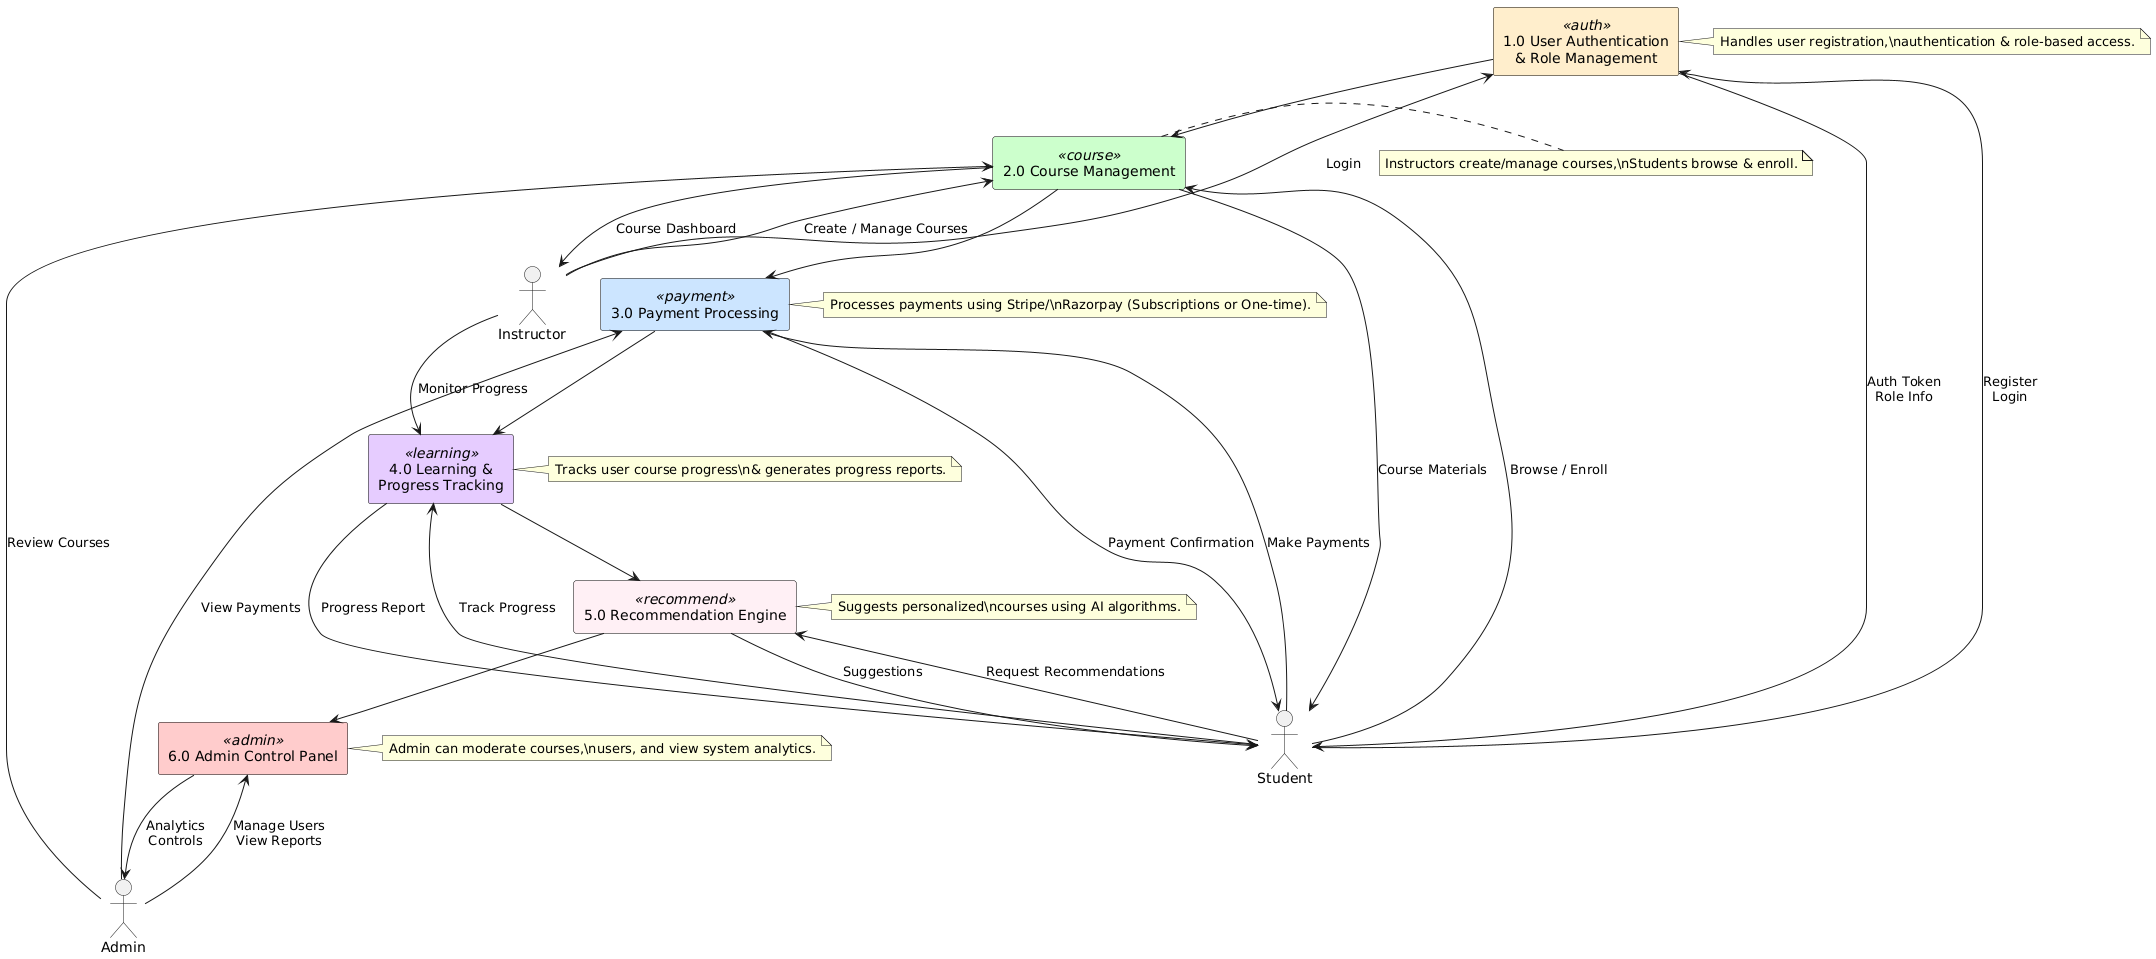 «auth»
1.0 User Authentication
& Role Management
Handles user registration,\nauthentication & role-based access.
«course»
2.0 Course Management
Login
Instructors create/manage courses,\nStudents browse & enroll.
Course Dashboard
Create / Manage Courses
Instructor
«payment»
3.0 Payment Processing
Processes payments using Stripe/\nRazorpay (Subscriptions or One-time).
Monitor Progress
Auth Token
Role Info
Register
Login
«learning»
4.0 Learning &
Progress Tracking
Tracks user course progress\n& generates progress reports.
Course Materials
Browse / Enroll
Review Courses
Payment Confirmation
Make Payments
View Payments
Progress Report
Track Progress
«recommend»
5.0 Recommendation Engine
Suggests personalized\ncourses using AI algorithms.
Suggestions
Request Recommendations
«admin»
6.0 Admin Control Panel
Admin can moderate courses,\nusers, and view system analytics.
Student
Analytics
Controls
Manage Users
View Reports
Admin